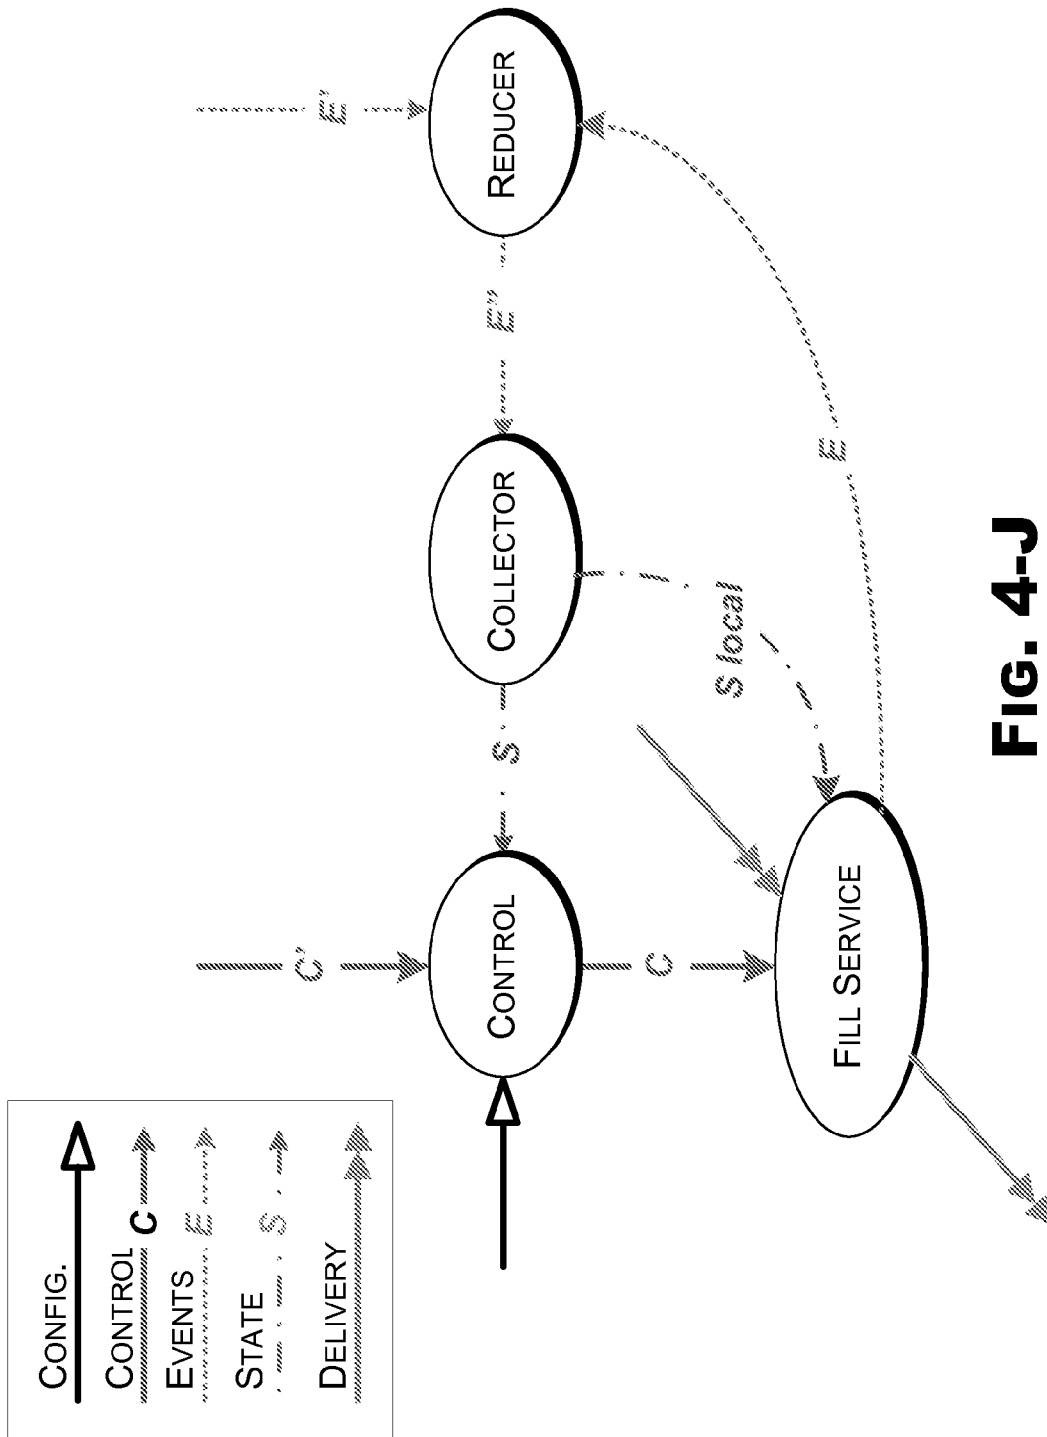 CONFIG.
CONTROL C
EVENTS E
STATE S
DELIVERY
C'
E'
CONTROL
S
COLLECTOR
E''
REDUCER
C
S local
E
FILL SERVICE
FIG. 4-J